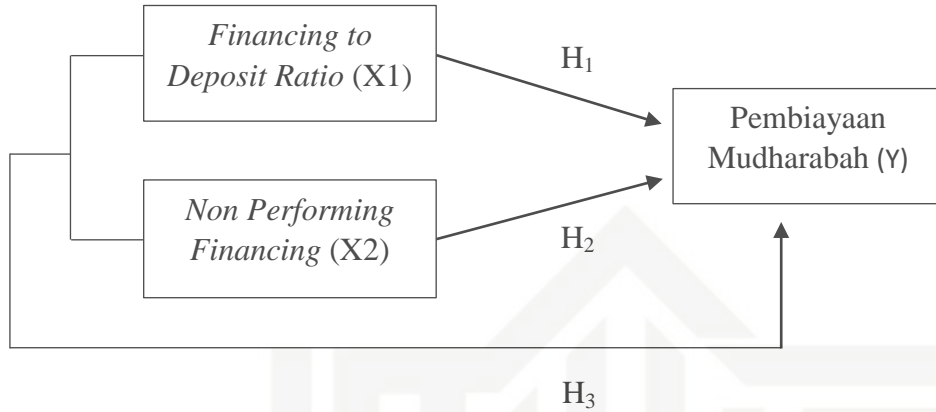 Financing to
Deposit Ratio (X1)
H₁
Pembiayaan
Mudharabah (Y)
Non Performing
Financing (X2)
H₂
H₃